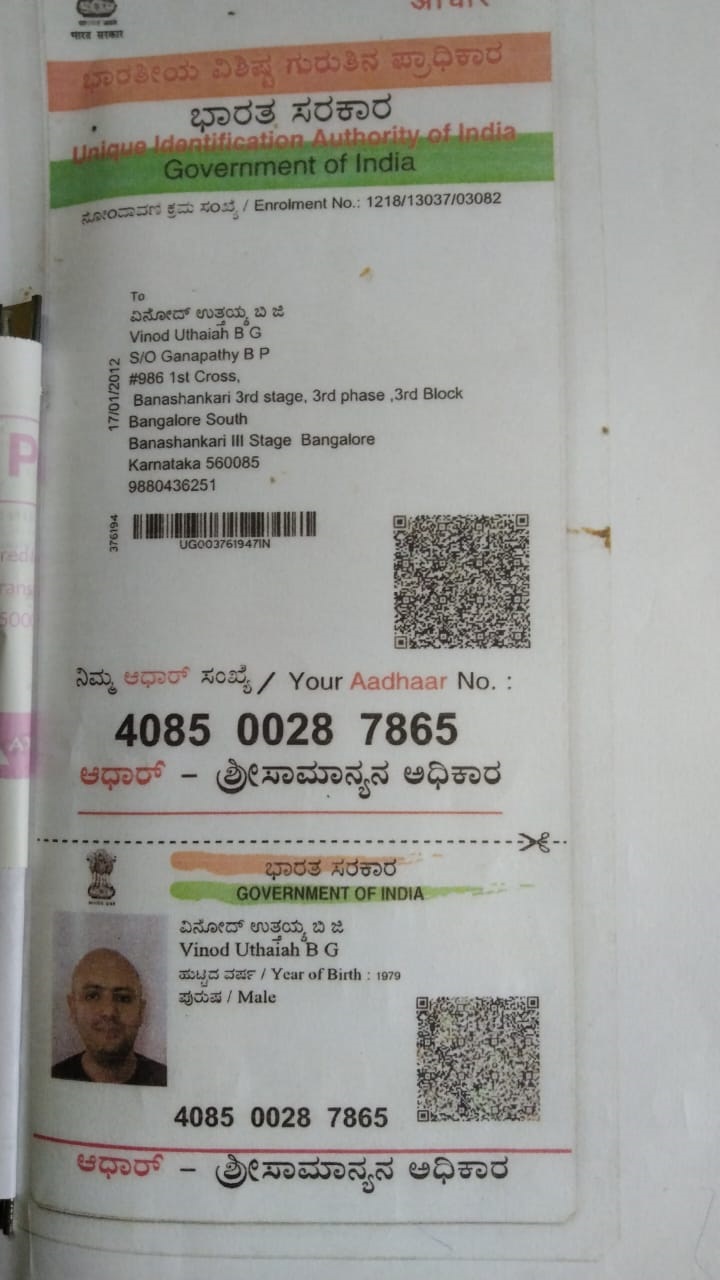 भारत सरकार
आधार
ಭಾರತೀಯ ವಿಶಿಷ್ಟ ಗುರುತಿನ ಪ್ರಾಧಿಕಾರ
ಭಾರತ ಸರಕಾರ
Unique Identification Authority of India
Government of India
ನೋಂದಾವಣಿ ಕ್ರಮ ಸಂಖ್ಯೆ / Enrolment No.: 1218/13037/03082
To
ವಿನೋದ್ ಉತ್ತಯ್ಯ ಬಿ ಜಿ
Vinod Uthaiah B G
S/O Ganapathy B P
#986 1st Cross,
Banashankari 3rd stage, 3rd phase ,3rd Block
Bangalore South
Banashankari III Stage Bangalore
Karnataka 560085
9880436251
17/01/2012
376194
UG003761947IN
ನಿಮ್ಮ ಆಧಾರ್ ಸಂಖ್ಯೆ / Your Aadhaar No. :
4085 0028 7865
ಆಧಾರ್ – ಶ್ರೀಸಾಮಾನ್ಯನ ಅಧಿಕಾರ
ಭಾರತ ಸರಕಾರ
GOVERNMENT OF INDIA
ವಿನೋದ್ ಉತ್ತಯ್ಯ ಬಿ ಜಿ
Vinod Uthaiah B G
ಹುಟ್ಟಿದ ವರ್ಷ / Year of Birth : 1979
ಪುರುಷ / Male
4085 0028 7865
ಆಧಾರ್ – ಶ್ರೀಸಾಮಾನ್ಯನ ಅಧಿಕಾರ